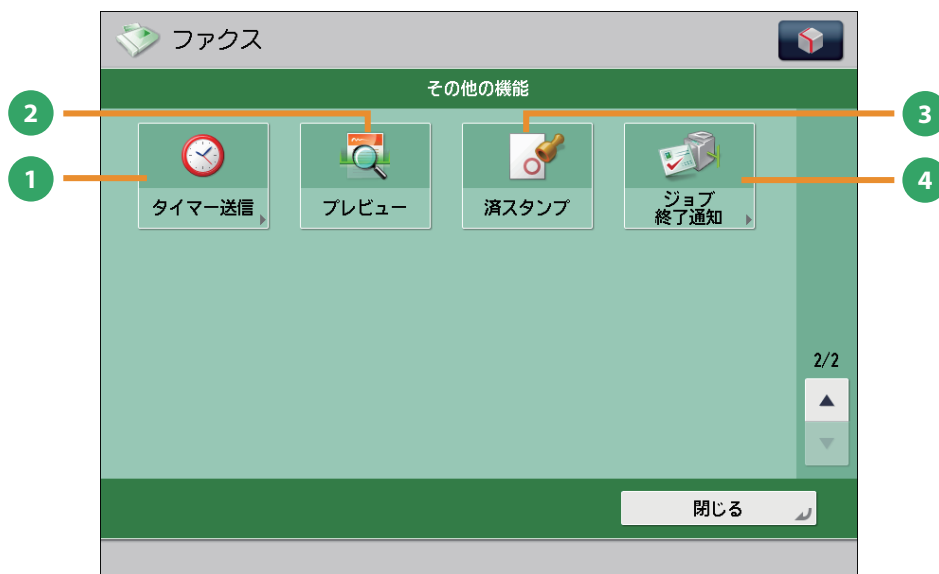 ファクス
その他の機能
2
3
1
4
タイマー送信
プレビュー
済スタンプ
ジョブ
終了通知
2/2
閉じる